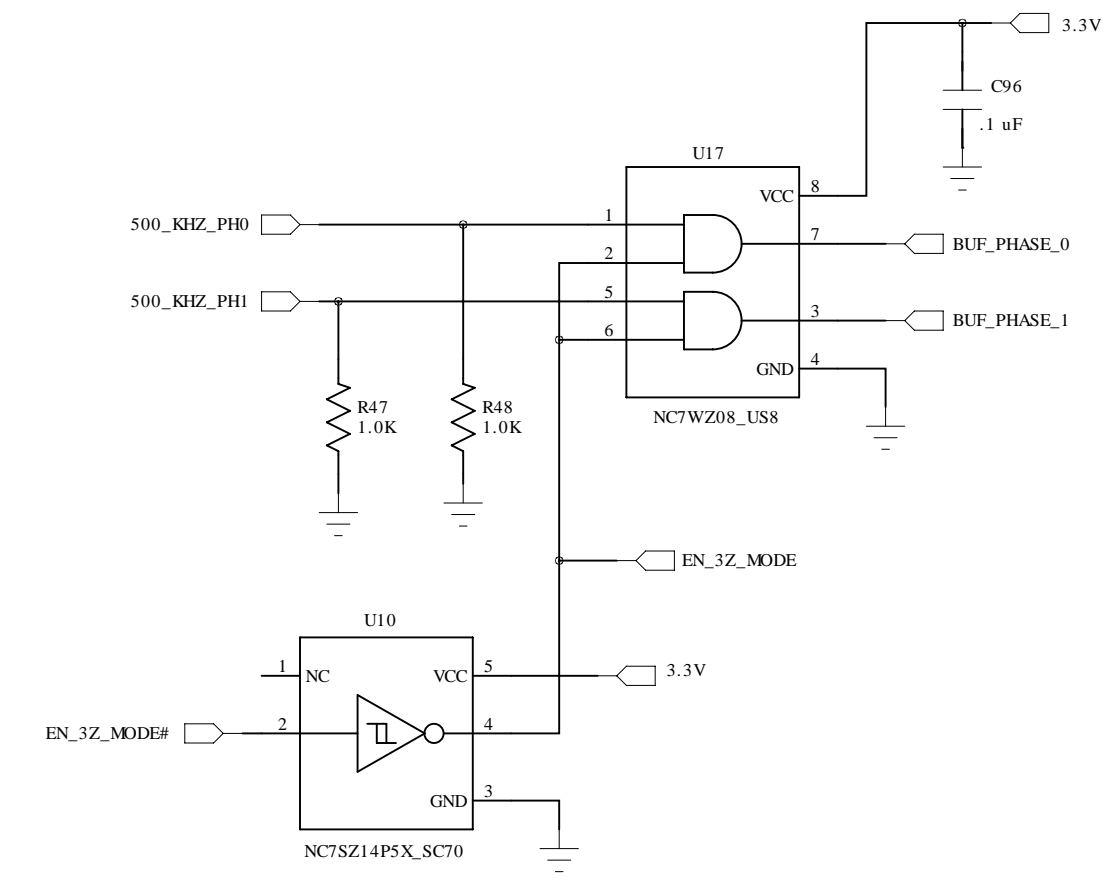 3.3V
C96
.1 uF
U17
VCC
8
500_KHZ_PH0
1
7
BUF_PHASE_0
2
500_KHZ_PH1
5
3
BUF_PHASE_1
6
GND
4
R47
1.0K
R48
1.0K
NC7WZ08_US8
EN_3Z_MODE
U10
1
NC
VCC
5
3.3V
EN_3Z_MODE#
2
4
GND
3
NC7SZ14P5X_SC70